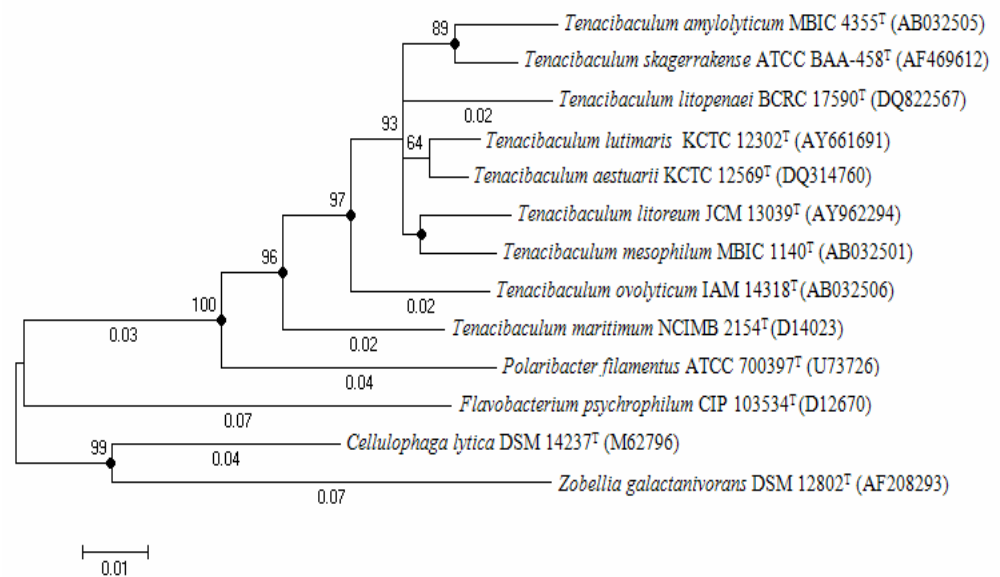 89
Tenacibaculum amylolyticum MBIC 4355T (AB032505)
Tenacibaculum skagerrakense ATCC BAA-458T (AF469612)
Tenacibaculum litopenaei BCRC 17590T (DQ822567)
0.02
93
64
Tenacibaculum lutimaris KCTC 12302T (AY661691)
Tenacibaculum aestuarii KCTC 12569T (DQ314760)
97
Tenacibaculum litoreum JCM 13039T (AY962294)
Tenacibaculum mesophilum MBIC 1140T (AB032501)
96
Tenacibaculum ovolyticum IAM 14318T (AB032506)
0.02
100
Tenacibaculum maritimum NCIMB 2154T (D14023)
0.03
0.02
Polaribacter filamentus ATCC 700397T (U73726)
0.04
Flavobacterium psychrophilum CIP 103534T (D12670)
0.07
99
Cellulophaga lytica DSM 14237T (M62796)
0.04
Zobellia galactanivorans DSM 12802T (AF208293)
0.07
0.01